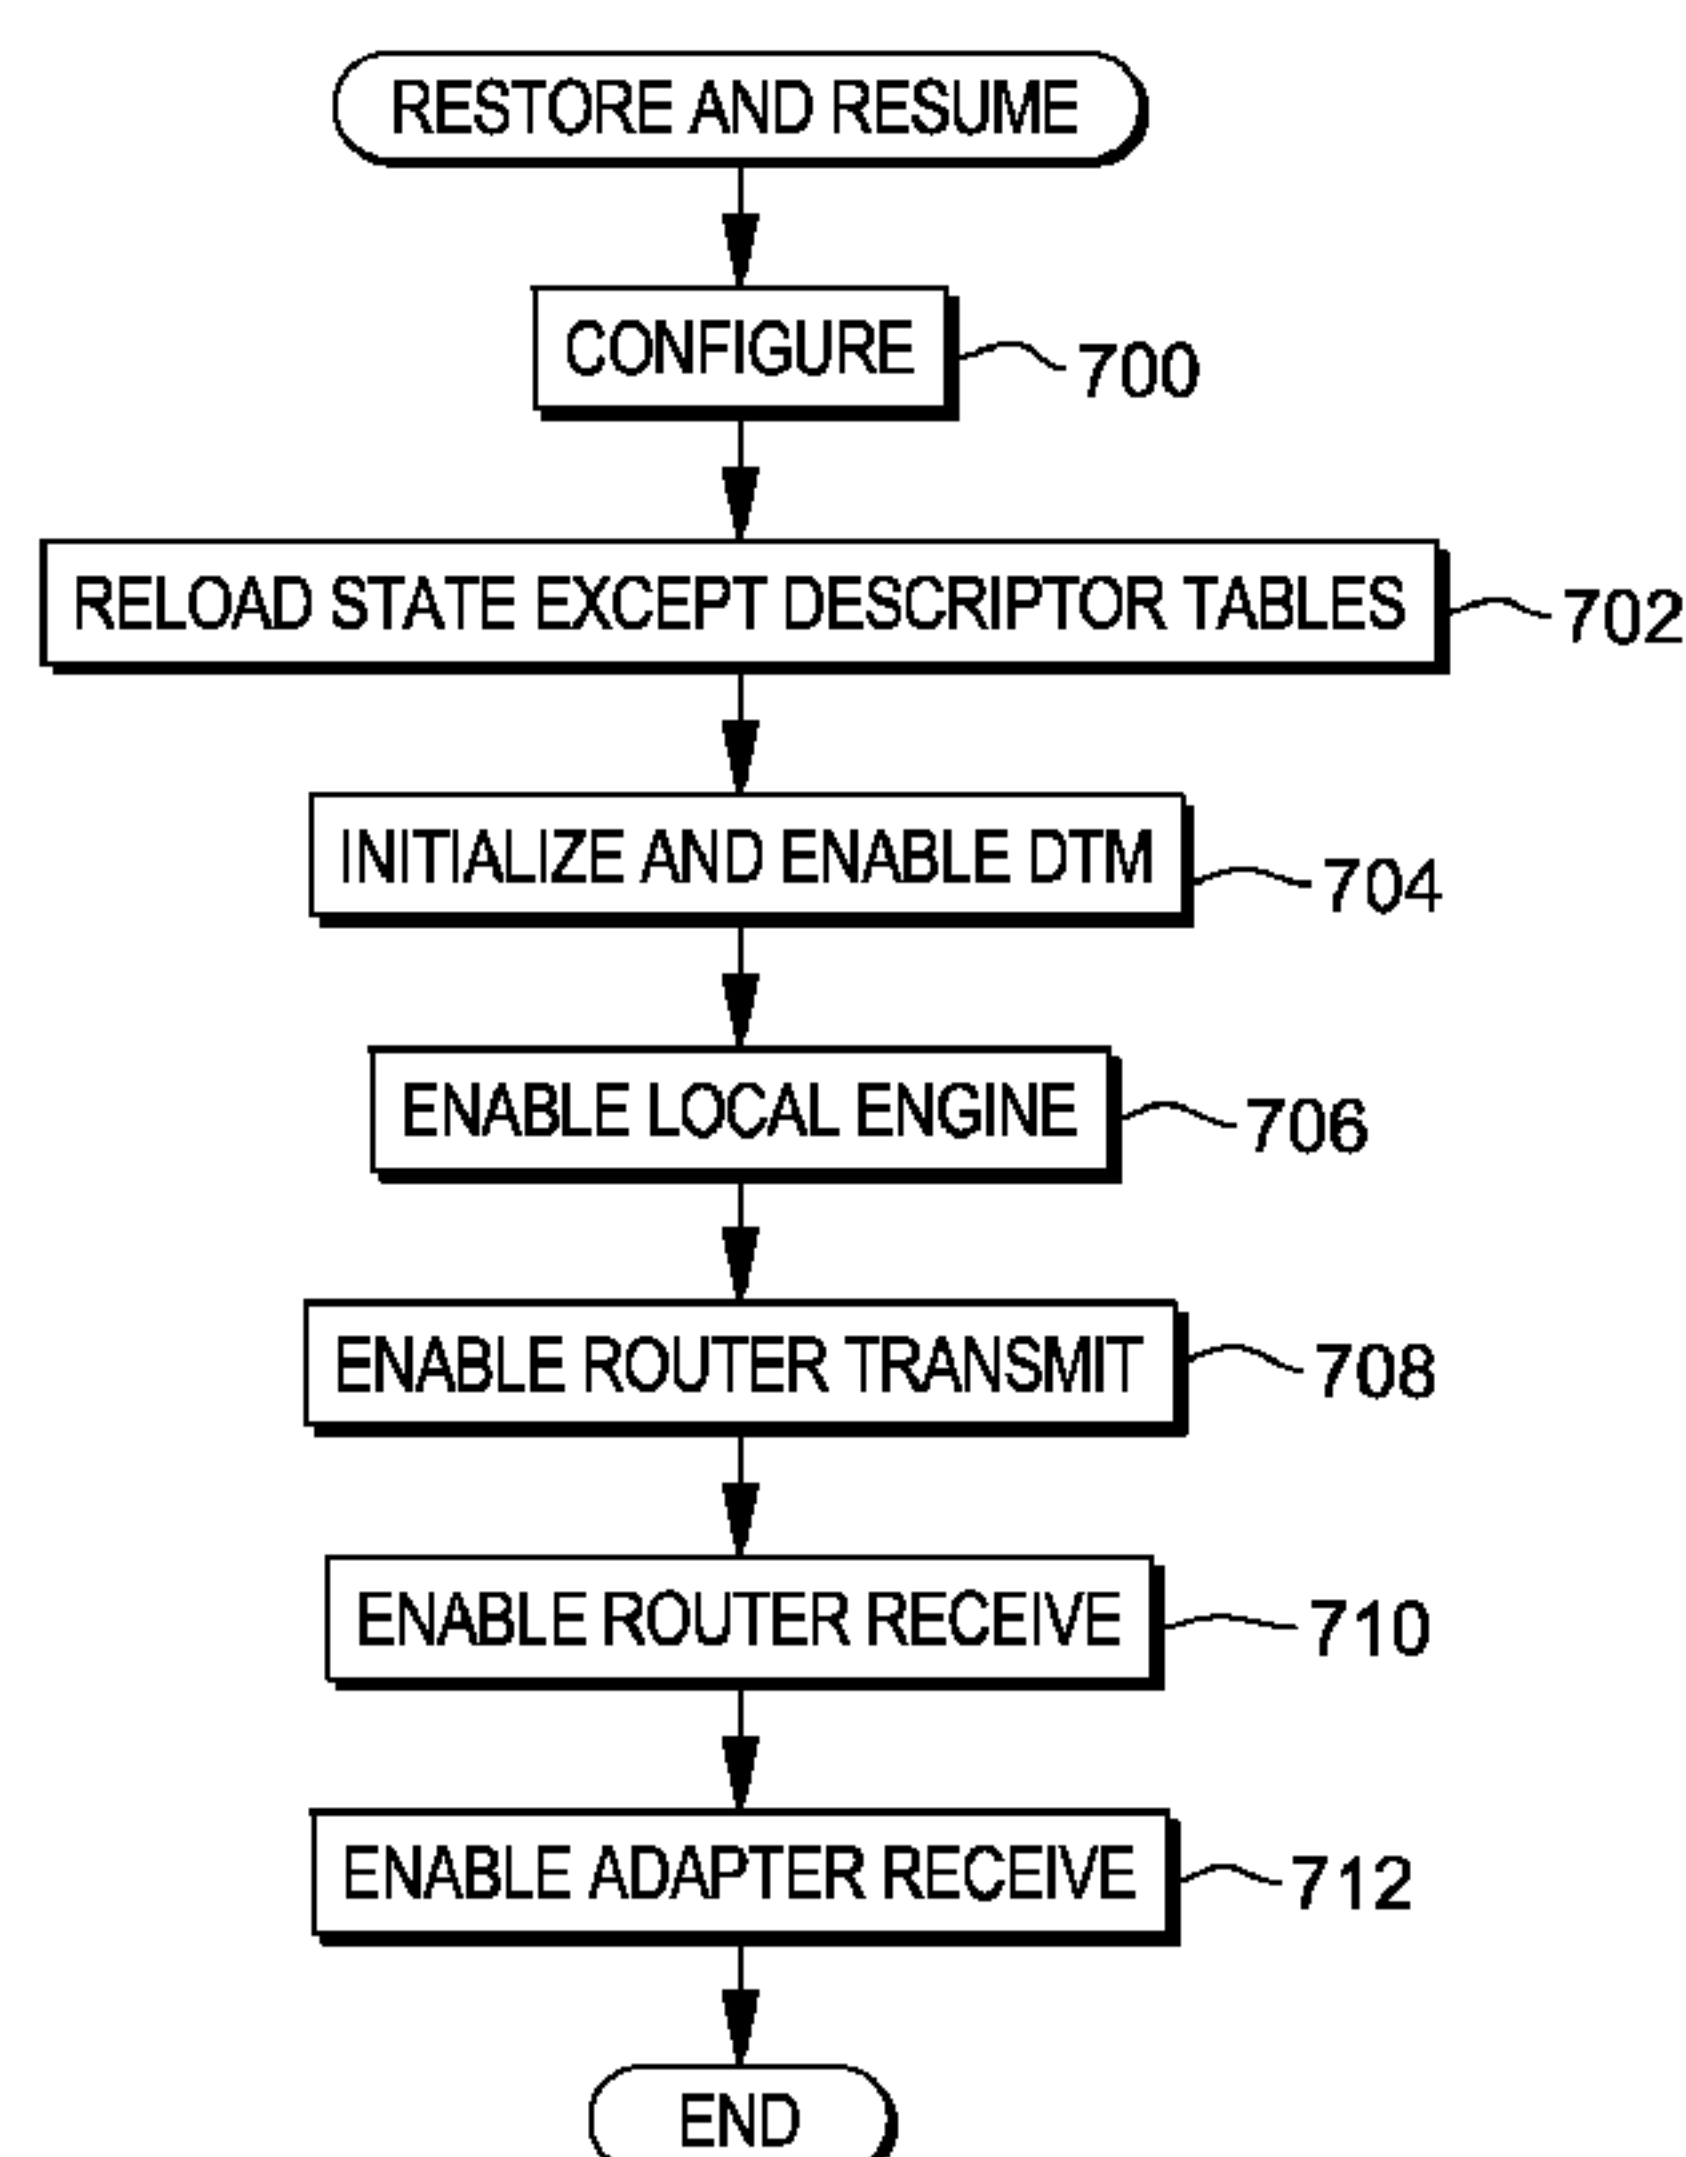 RESTORE AND RESUME
CONFIGURE
700
RELOAD STATE EXCEPT DESCRIPTOR TABLES
702
INITIALIZE AND ENABLE DTM
704
ENABLE LOCAL ENGINE
706
ENABLE ROUTER TRANSMIT
708
ENABLE ROUTER RECEIVE
710
ENABLE ADAPTER RECEIVE
712
END